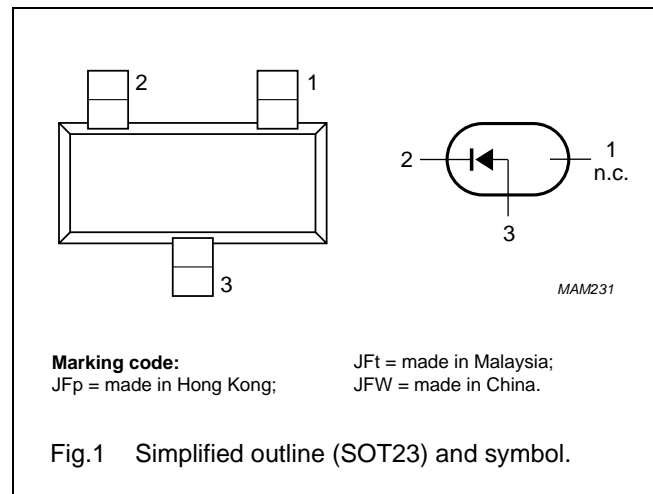 2
1
3
2
1
n.c.
3
MAM231
Marking code:
JFp = made in Hong Kong;
JFt = made in Malaysia;
JFW = made in China.
Fig.1 Simplified outline (SOT23) and symbol.